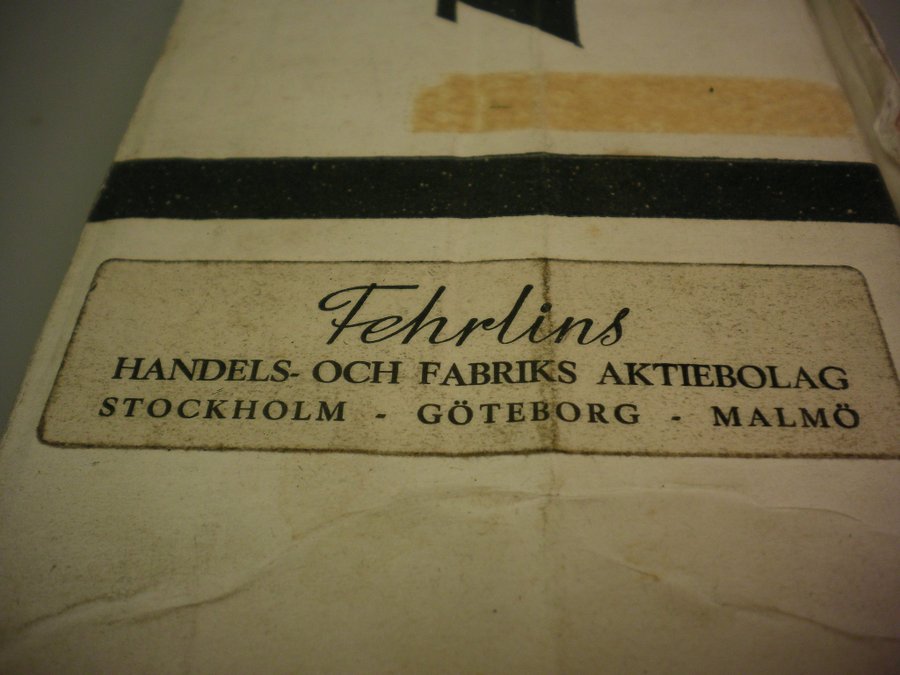 Fehrlins
HANDELS- OCH FABRIKS AKTIEBOLAG
STOCKHOLM - GÖTEBORG - MALMÖ